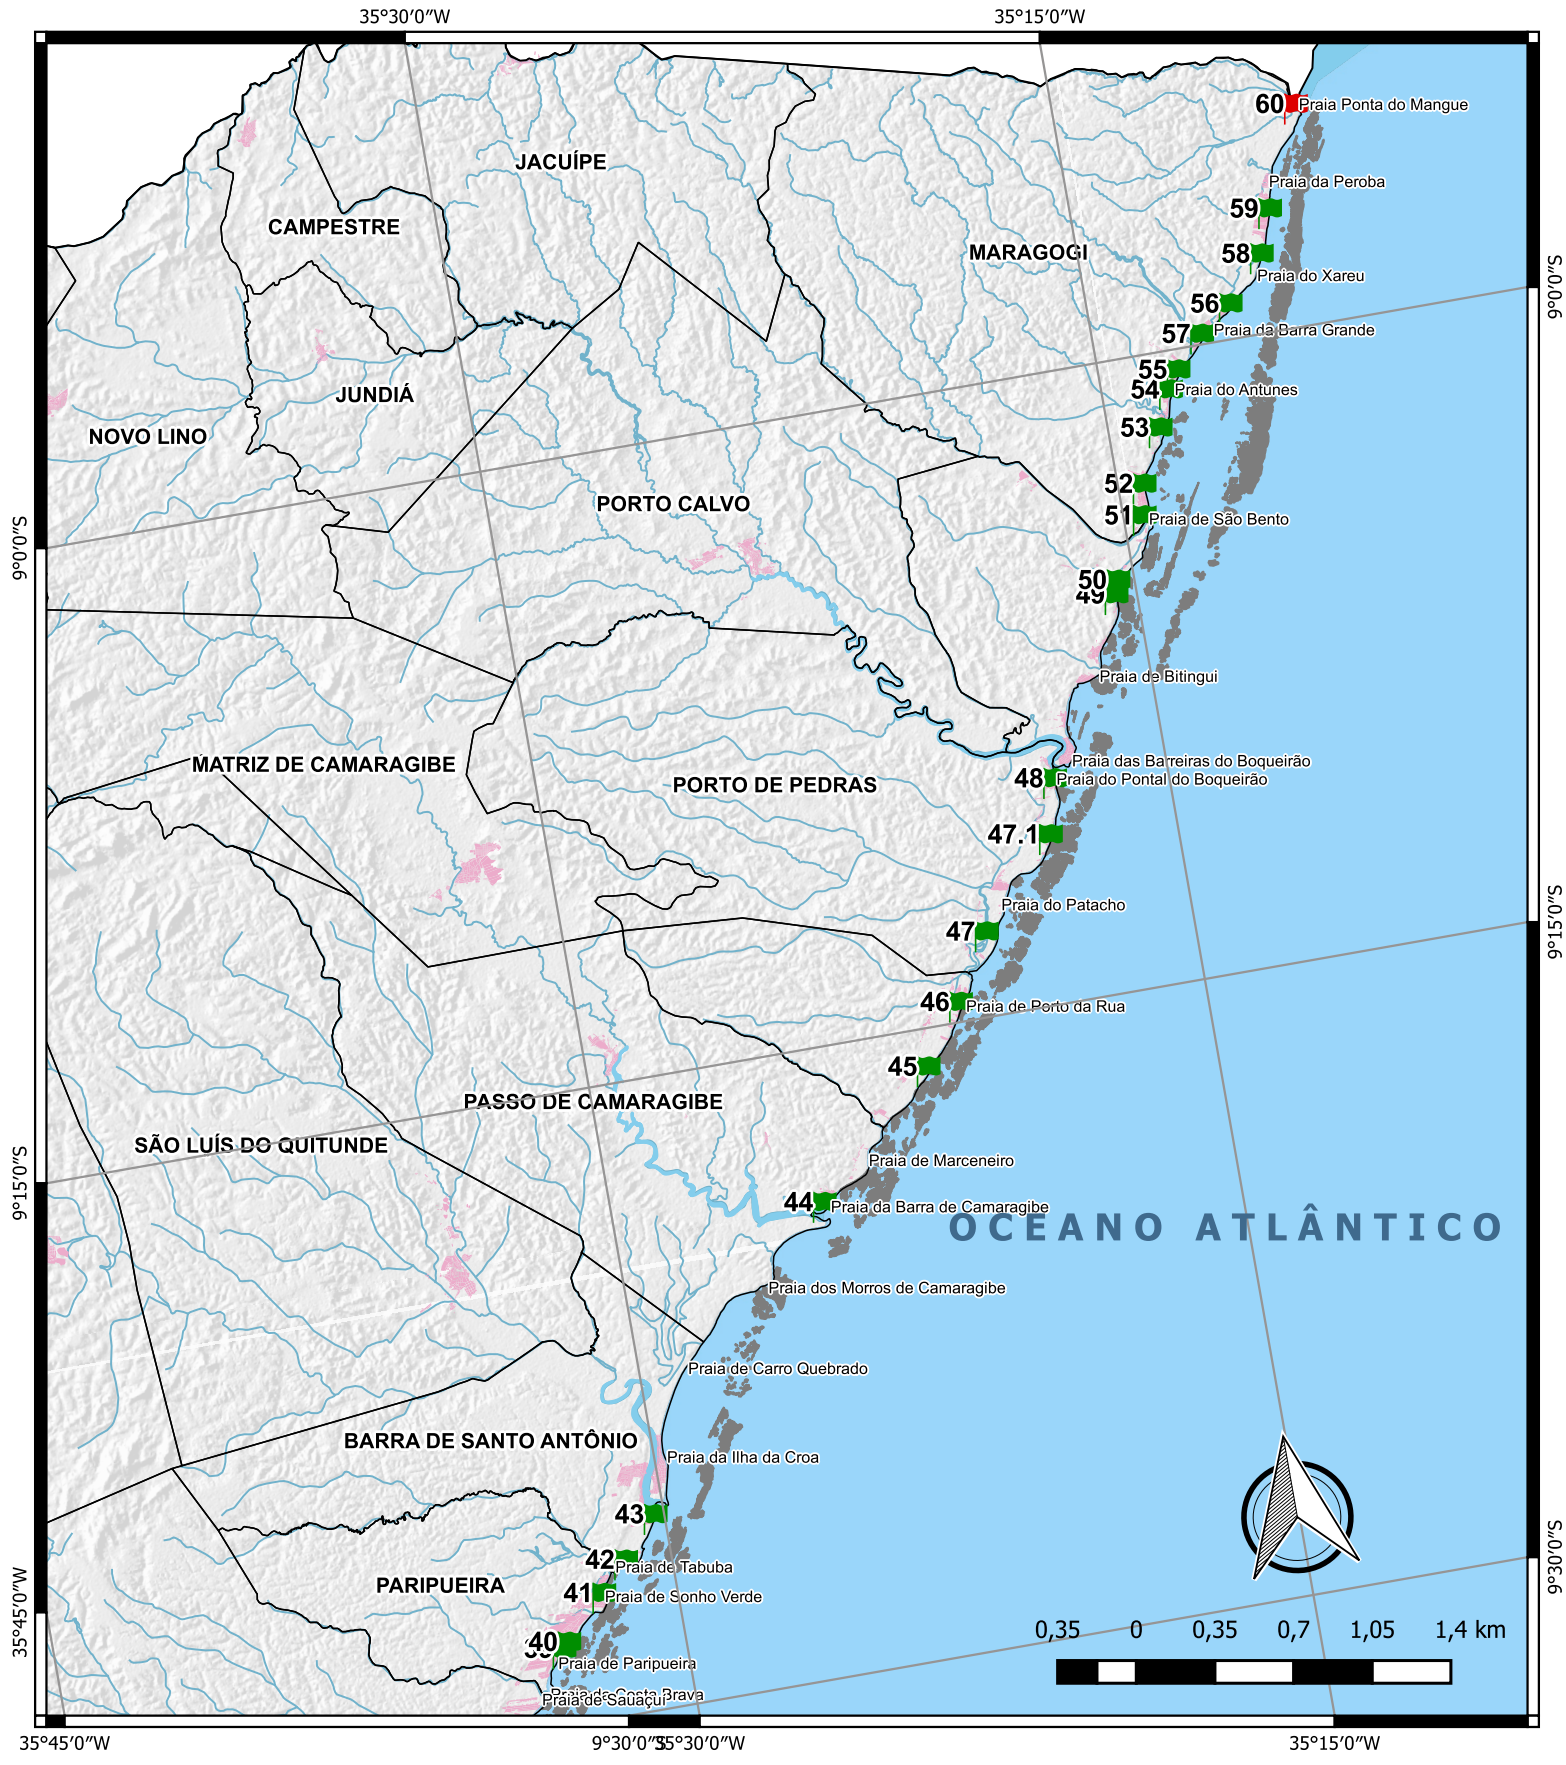 35°30′0″W
35°15′0″W
60
Praia Ponta do Mangue
JACUÍPE
Praia da Peroba
59
CAMPESTRE
MARAGOGI
58
Praia do Xareu
9°0′0″S
56
57
Praia da Barra Grande
55
54
Praia do Antunes
JUNDIÁ
53
NOVO LINO
52
PORTO CALVO
51
Praia de São Bento
9°0′0″S
50
49
Praia de Bitingui
MATRIZ DE CAMARAGIBE
Praia das Barreiras do Boqueirão
48
Praia do Pontal do Boqueirão
PORTO DE PEDRAS
47.1
Praia do Patacho
9°15′0″S
47
46
Praia de Porto da Rua
45
PASSO DE CAMARAGIBE
SÃO LUÍS DO QUITUNDE
Praia de Marceneiro
9°15′0″S
44
Praia da Barra de Camaragibe
OCEANO ATLÂNTICO
Praia dos Morros de Camaragibe
Praia de Carro Quebrado
BARRA DE SANTO ANTÔNIO
Praia da Ilha da Croa
43
42
Praia de Tabuba
9°30′0″S
PARIPUEIRA
41
Praia de Sonho Verde
35°45′0″W
40
Praia de Paripueira
0,35 0 0,35 0,7 1,05 1,4 km
Praia da Costa Brava
Praia de Sauaçuí
35°45′0″W
9°30′0″S
35°30′0″W
35°15′0″W